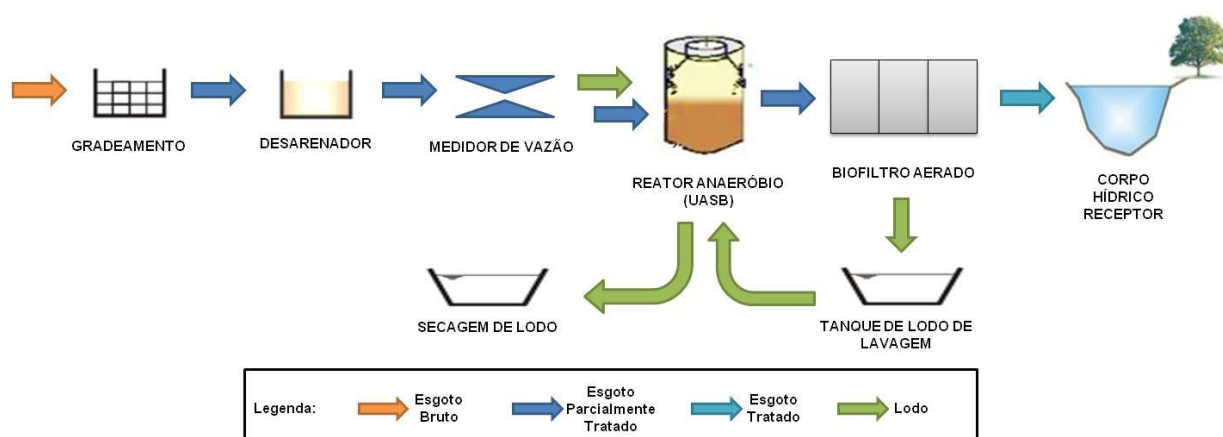 GRADEAMENTO
DESARENADOR
MEDIDOR DE VAZÃO
REATOR ANAERÓBIO
(UASB)
BIOFILTRO AERADO
CORPO
HÍDRICO
RECEPTOR
SECAGEM DE LODO
TANQUE DE LODO DE
LAVAGEM
Legenda:
Esgoto
Bruto
Esgoto
Parcialmente
Tratado
Esgoto
Tratado
Lodo